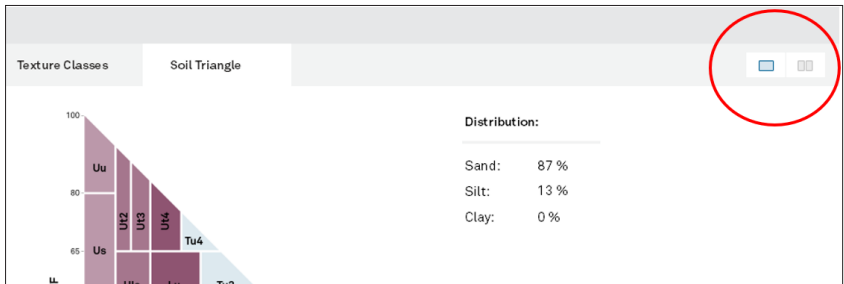 Texture Classes
Soil Triangle
100
Distribution:
Uu
Sand: 87 %
80
Silt: 13 %
Ut2
Ut3
Ut4
Clay: 0 %
Tu4
65
Us
F